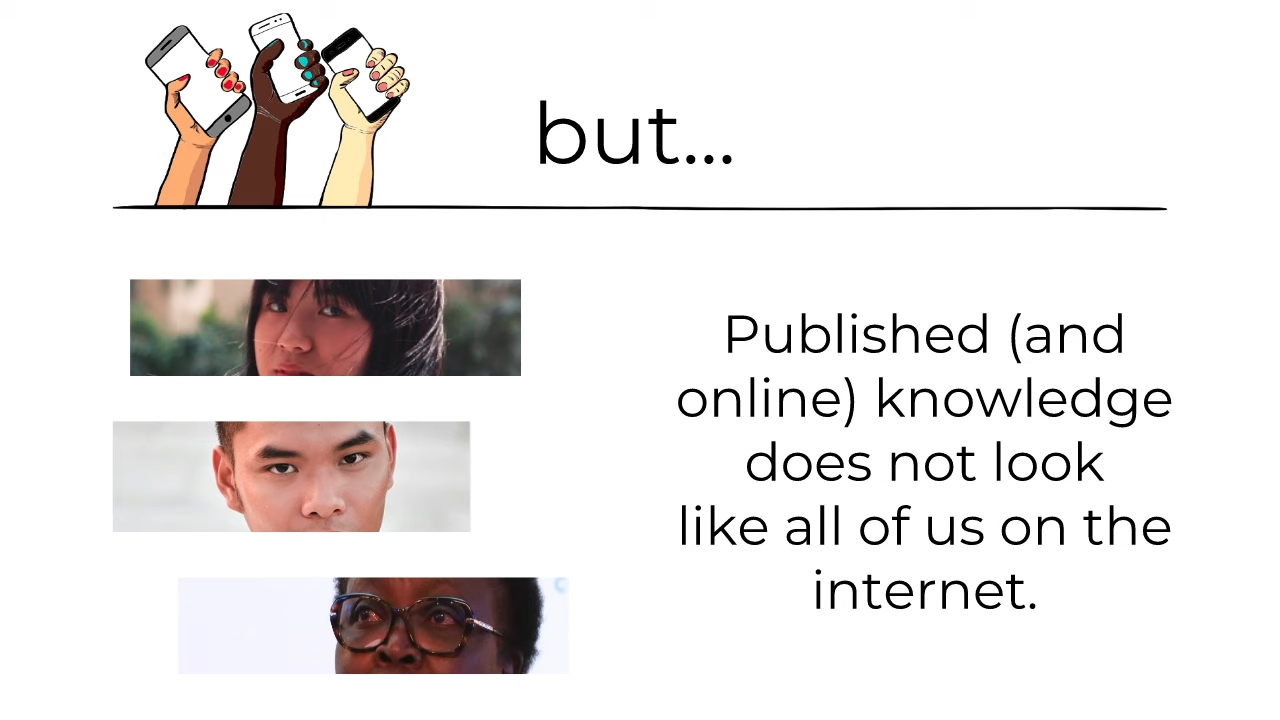 but...
Published (and
online) knowledge
does not look
like all of us on the
internet.